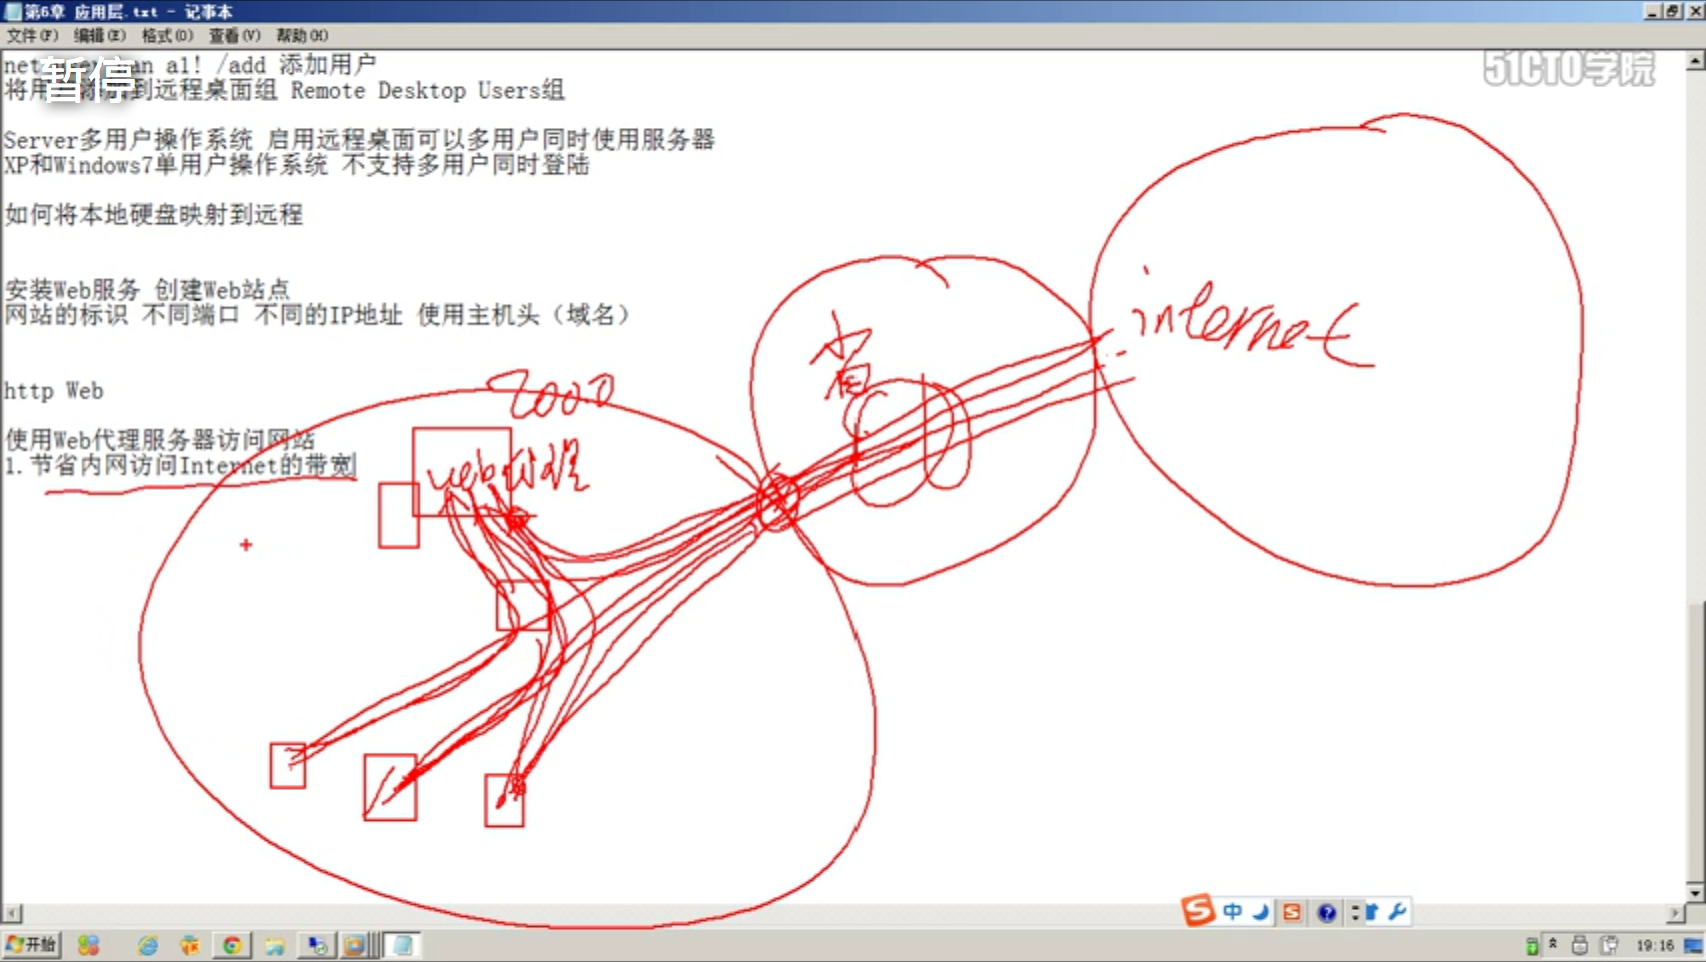 第6章 应用层.txt - 记事本
文件(F) 编辑(E) 格式(O) 查看(V) 帮助(H)
暂停
51CTO学院
an a1! /add 添加用户
到远程桌面组 Remote Desktop Users组
Server多用户操作系统 启用远程桌面可以多用户同时使用服务器
XP和Windows7单用户操作系统 不支持多用户同时登陆
如何将本地硬盘映射到远程
安装Web服务 创建Web站点
网站的标识 不同端口 不同的IP地址 使用主机头（域名）
internet
省
http Web
2000
使用Web代理服务器访问网站
1.节省内网访问Internet的带宽
web代理
中
开始
19:16